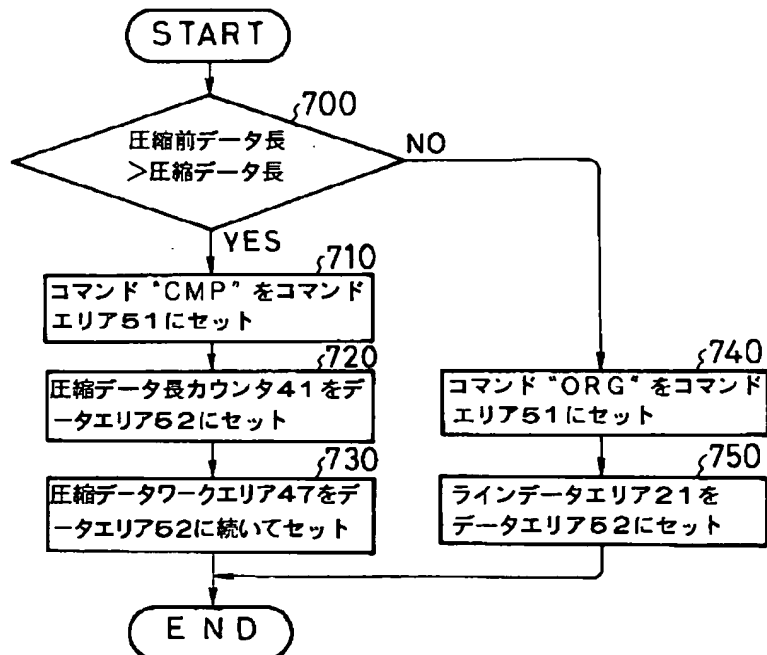 START
700
圧縮前データ長
>圧縮データ長
NO
YES
710
コマンド"CMP"をコマンド
エリア51にセット
720
圧縮データ長カウンタ41をデ
ータエリア52にセット
730
圧縮データワークエリア47をデ
ータエリア52に続いてセット
740
コマンド"ORG"をコマンド
エリア51にセット
750
ラインデータエリア21を
データエリア52にセット
END